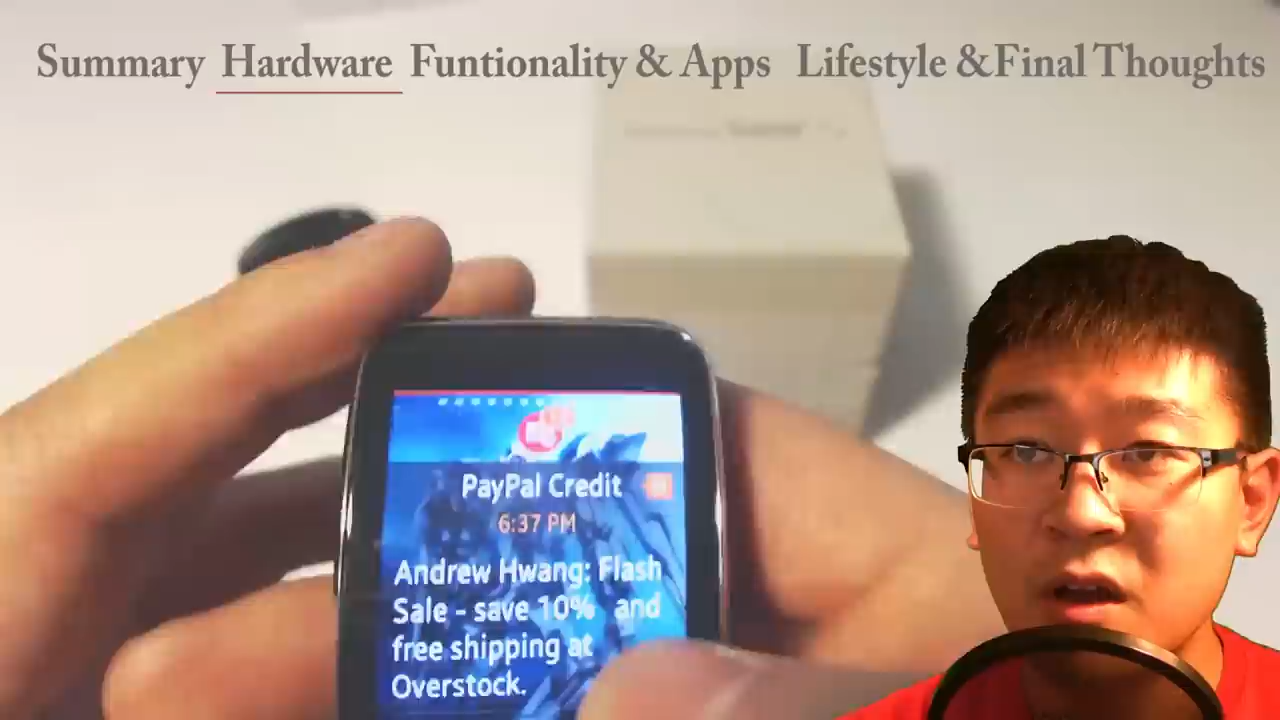 Summary Hardware Funtionality & Apps Lifestyle &Final Thoughts
PayPal Credit
6:37 PM
Andrew Hwang: Flash
Sale - save 10% and
free shipping at
Overstock.